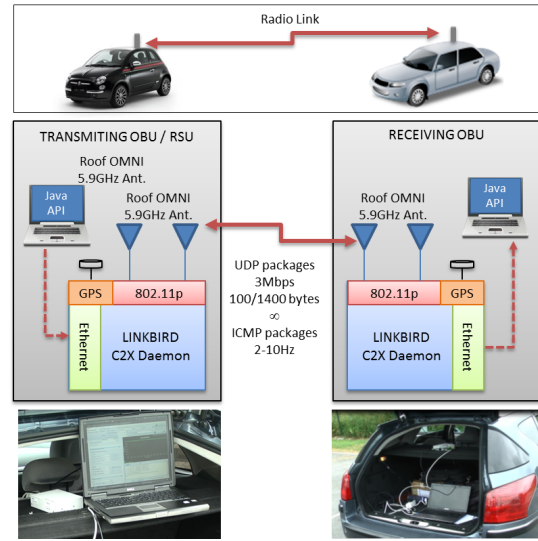 Radio Link
TRANSMITING OBU / RSU
Roof OMNI
5.9GHz Ant.
Java
API
Roof OMNI
5.9GHz Ant.
GPS
802.11p
Ethernet
LINKBIRD
C2X Daemon
UDP packages
3Mbps
100/1400 bytes
∞
ICMP packages
2-10Hz
RECEIVING OBU
Roof OMNI
5.9GHz Ant.
Java
API
802.11p
GPS
LINKBIRD
C2X Daemon
Ethernet